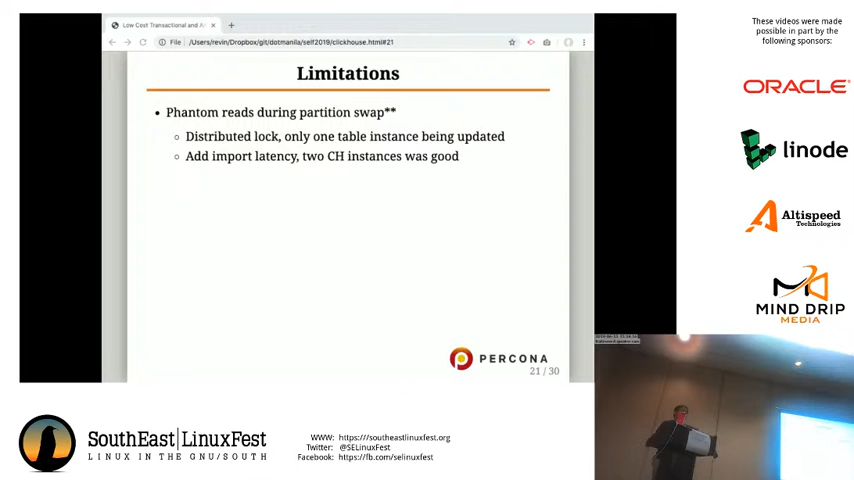 Low Cost Transactional and An
File
/Users/revin/Dropbox/git/dotmanila/self2019/clickhouse.html#21
Limitations
• Phantom reads during partition swap**
○ Distributed lock, only one table instance being updated
○ Add import latency, two CH instances was good
PERCONA
21 / 30
These videos were made
possible in part by the
following sponsors:
ORACLE
linode
Altispeed
Technologies
MIND DRIP
MEDIA
SouthEast|LinuxFest
LINUX IN THE GNU/SOUTH
WWW: https:///southeastlinuxfest.org
Twitter: @SELinuxFest
Facebook: https://fb.com/selinuxfest